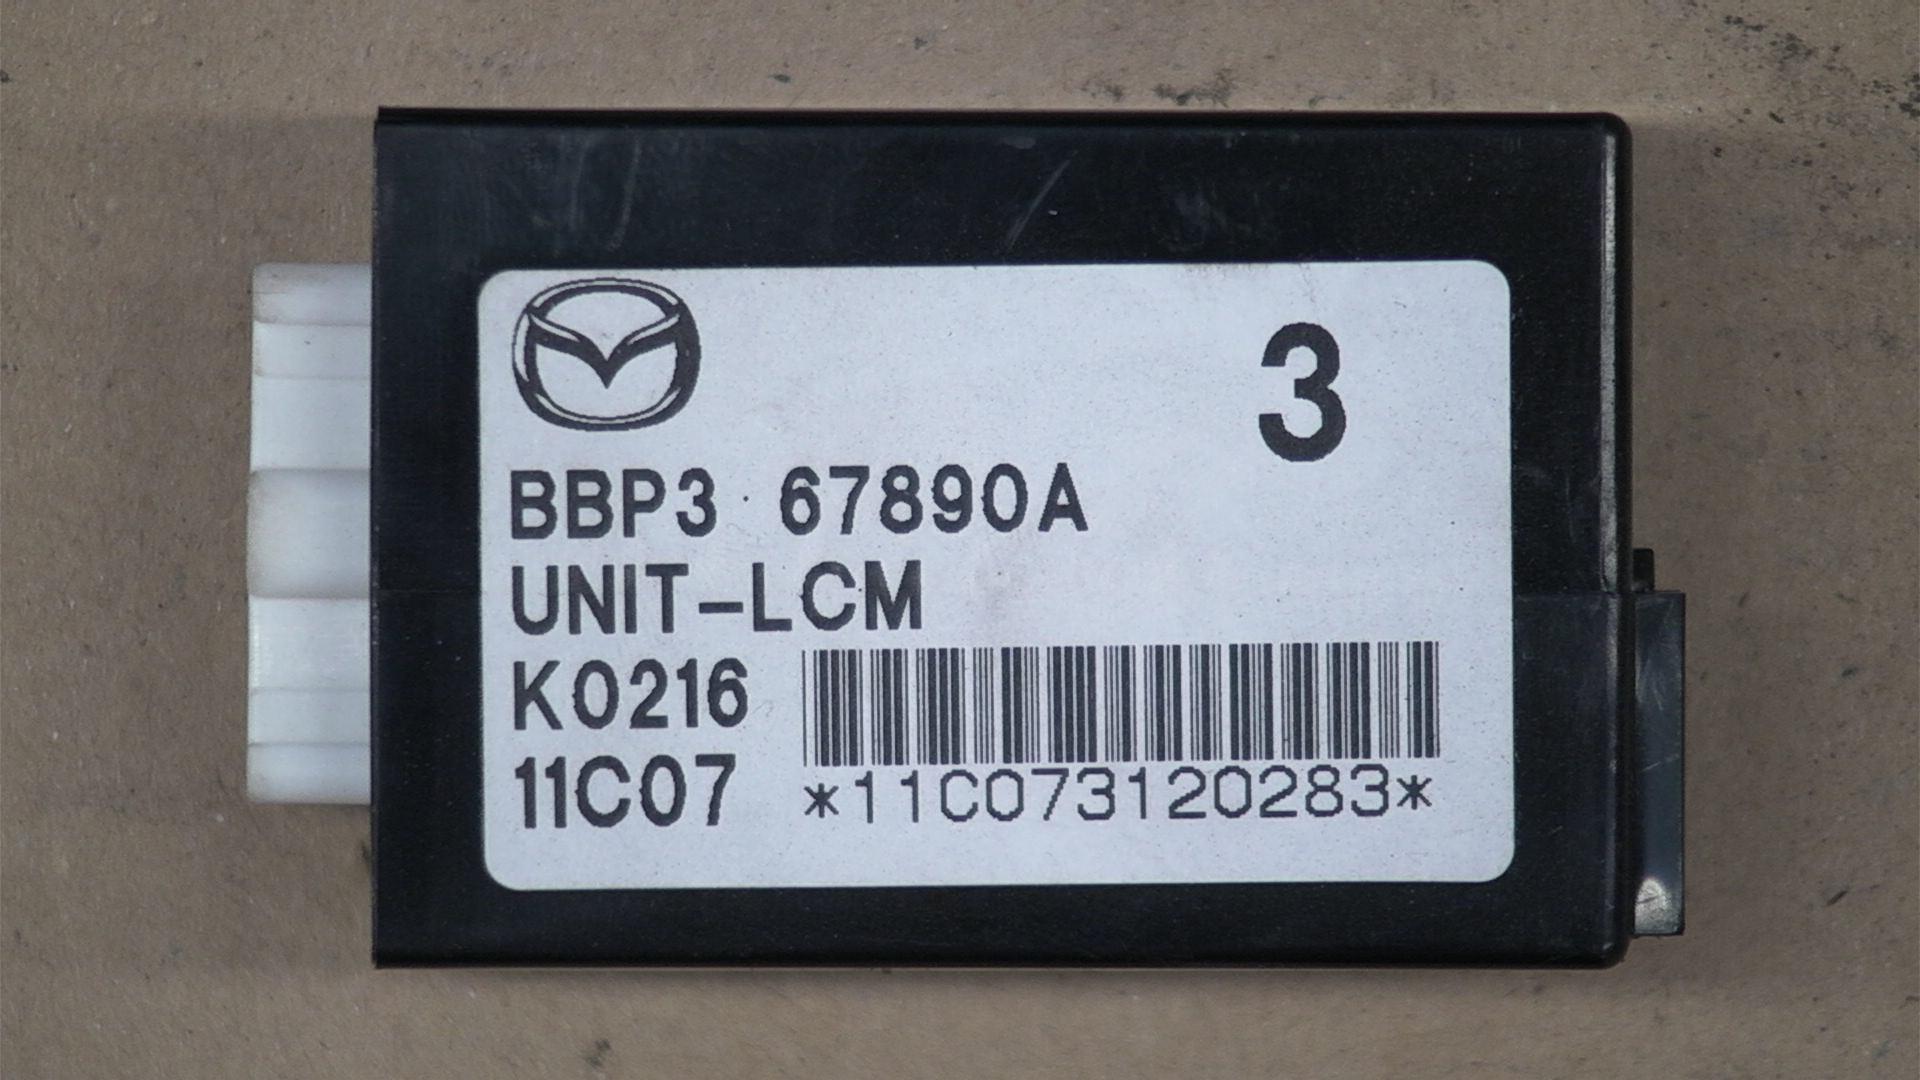 3
BBP3 67890A
UNIT-LCM
K0216
11C07
*11C073120283*